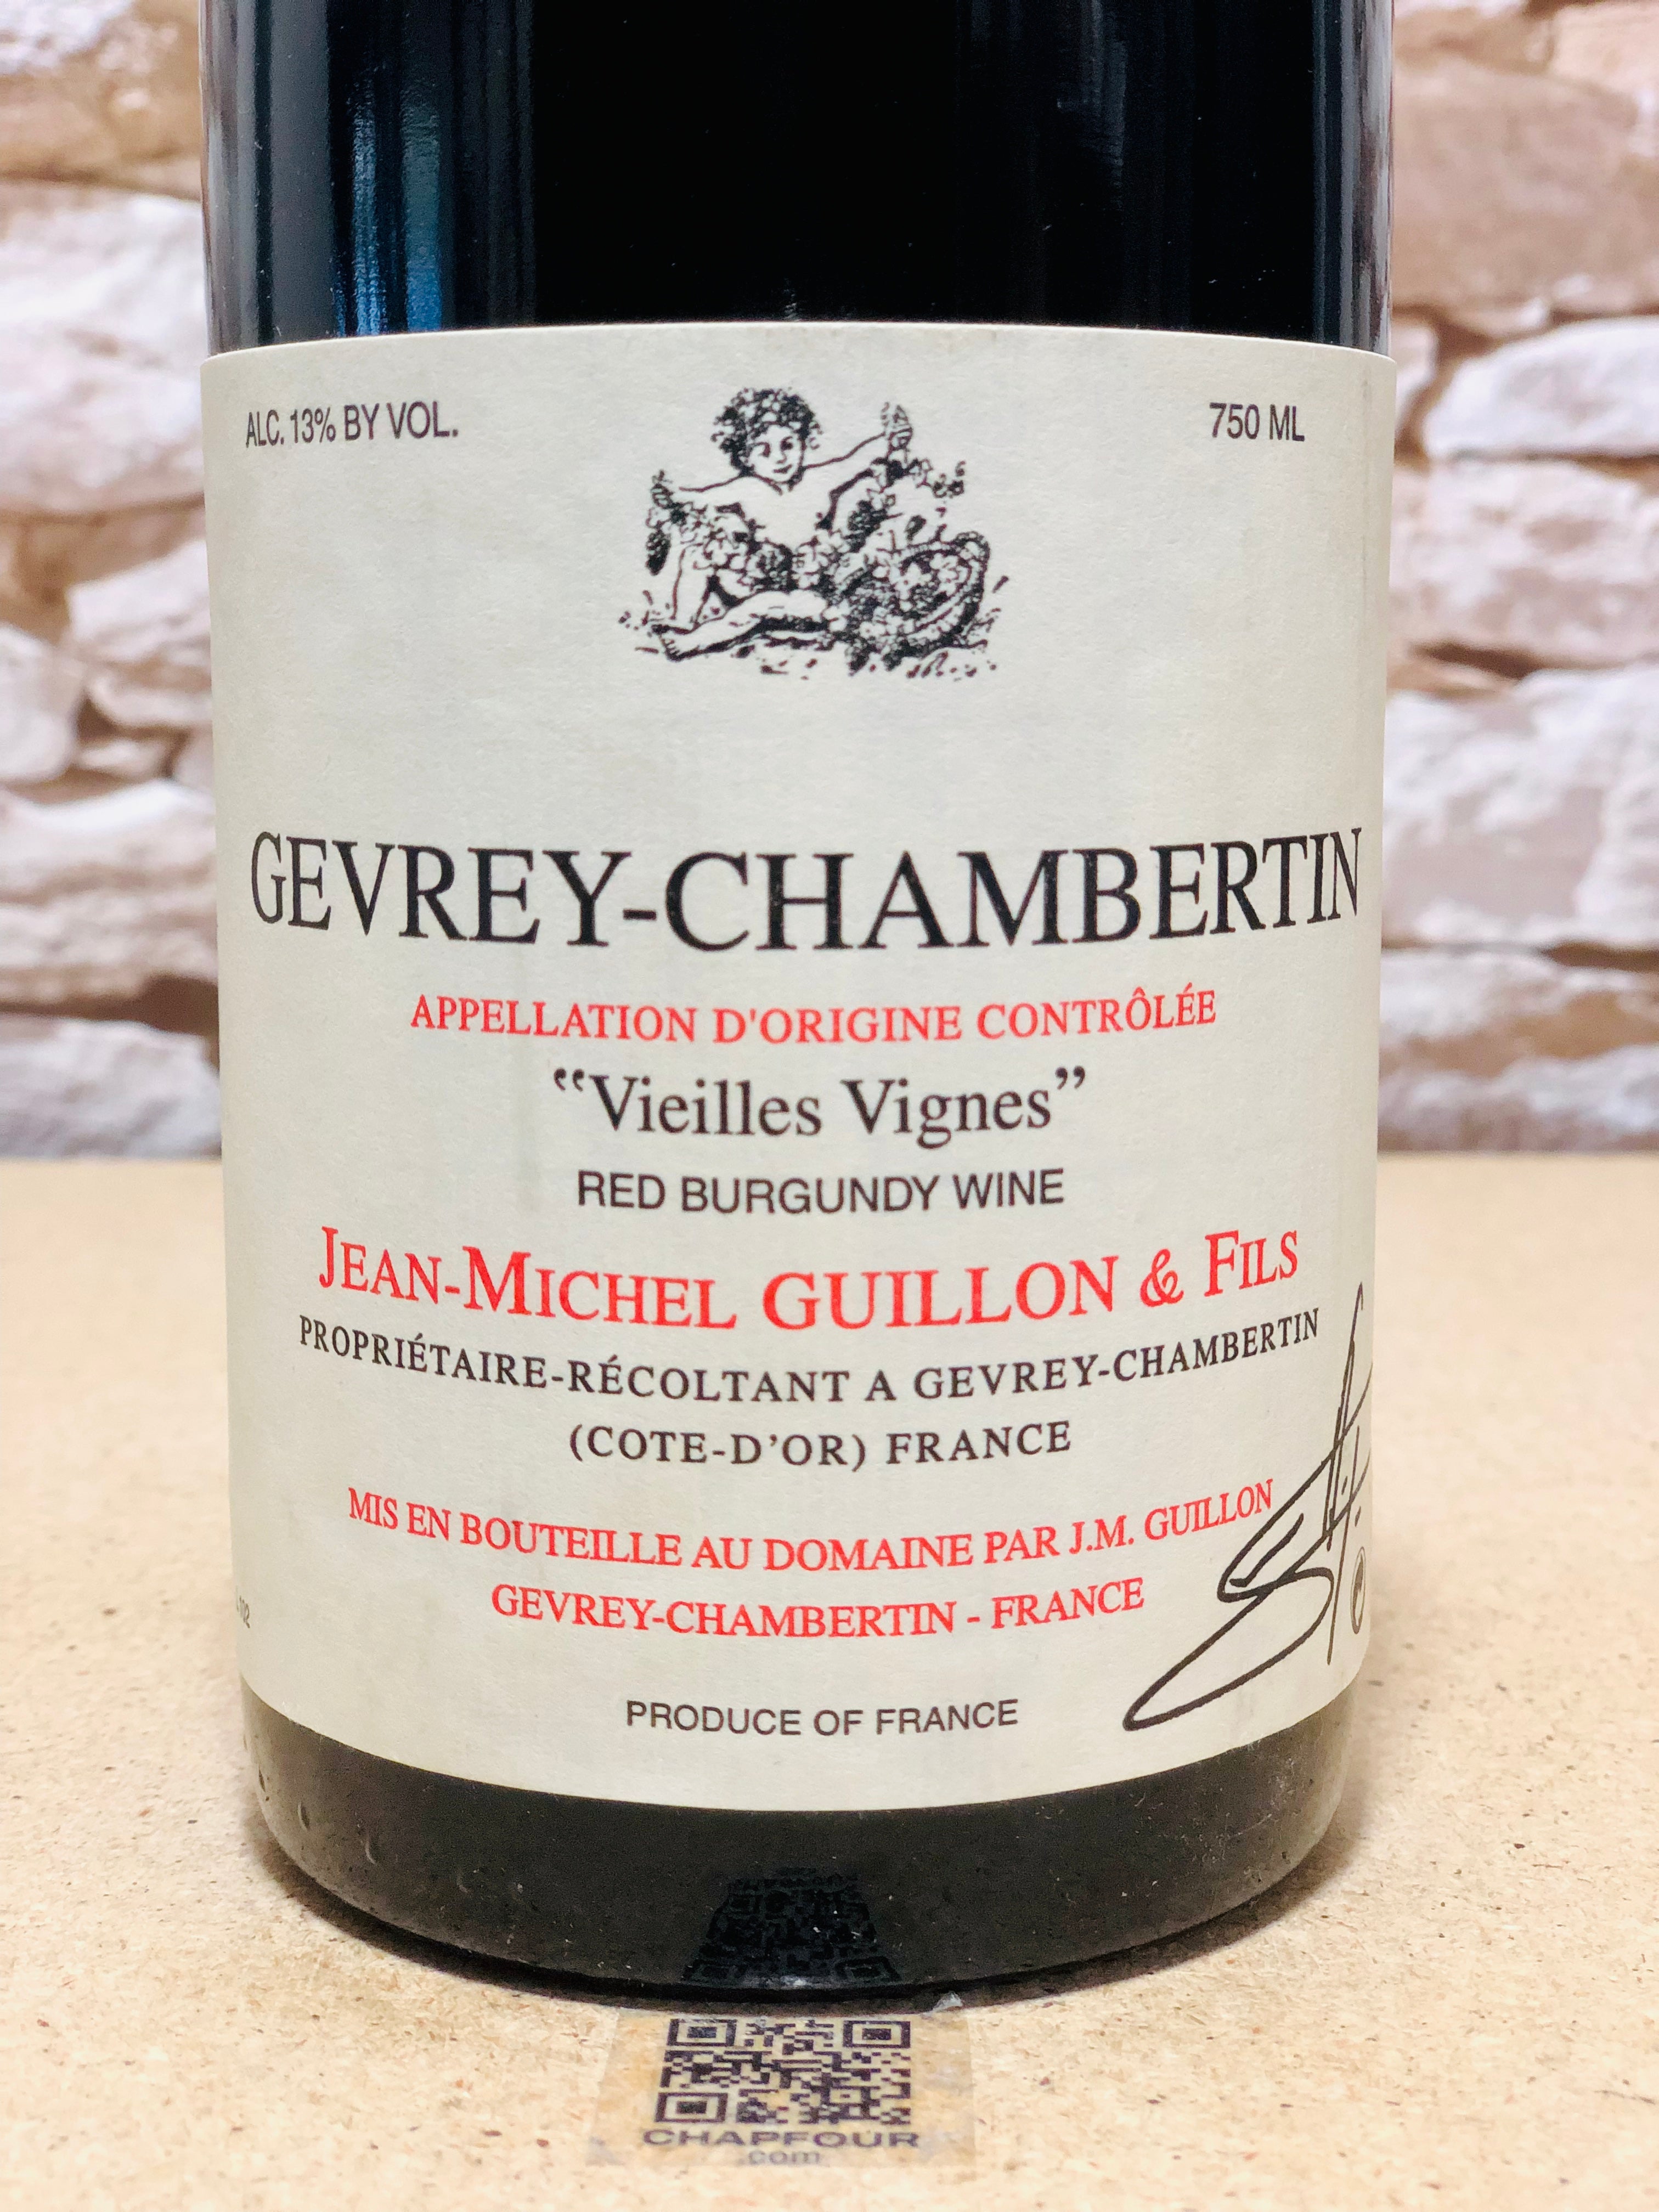 ALC. 13% BY VOL.
750 ML
GEVREY-CHAMBERTIN
APPELLATION D'ORIGINE CONTRÔLÉE
“Vieilles Vignes”
RED BURGUNDY WINE
JEAN-MICHEL GUILLON & FILS
PROPRIÉTAIRE-RÉCOLTANT A GEVREY-CHAMBERTIN
(COTE-D’OR) FRANCE
MIS EN BOUTEILLE AU DOMAINE PAR J.M. GUILLON
GEVREY-CHAMBERTIN - FRANCE
PRODUCE OF FRANCE
CHAPFOUR
.com